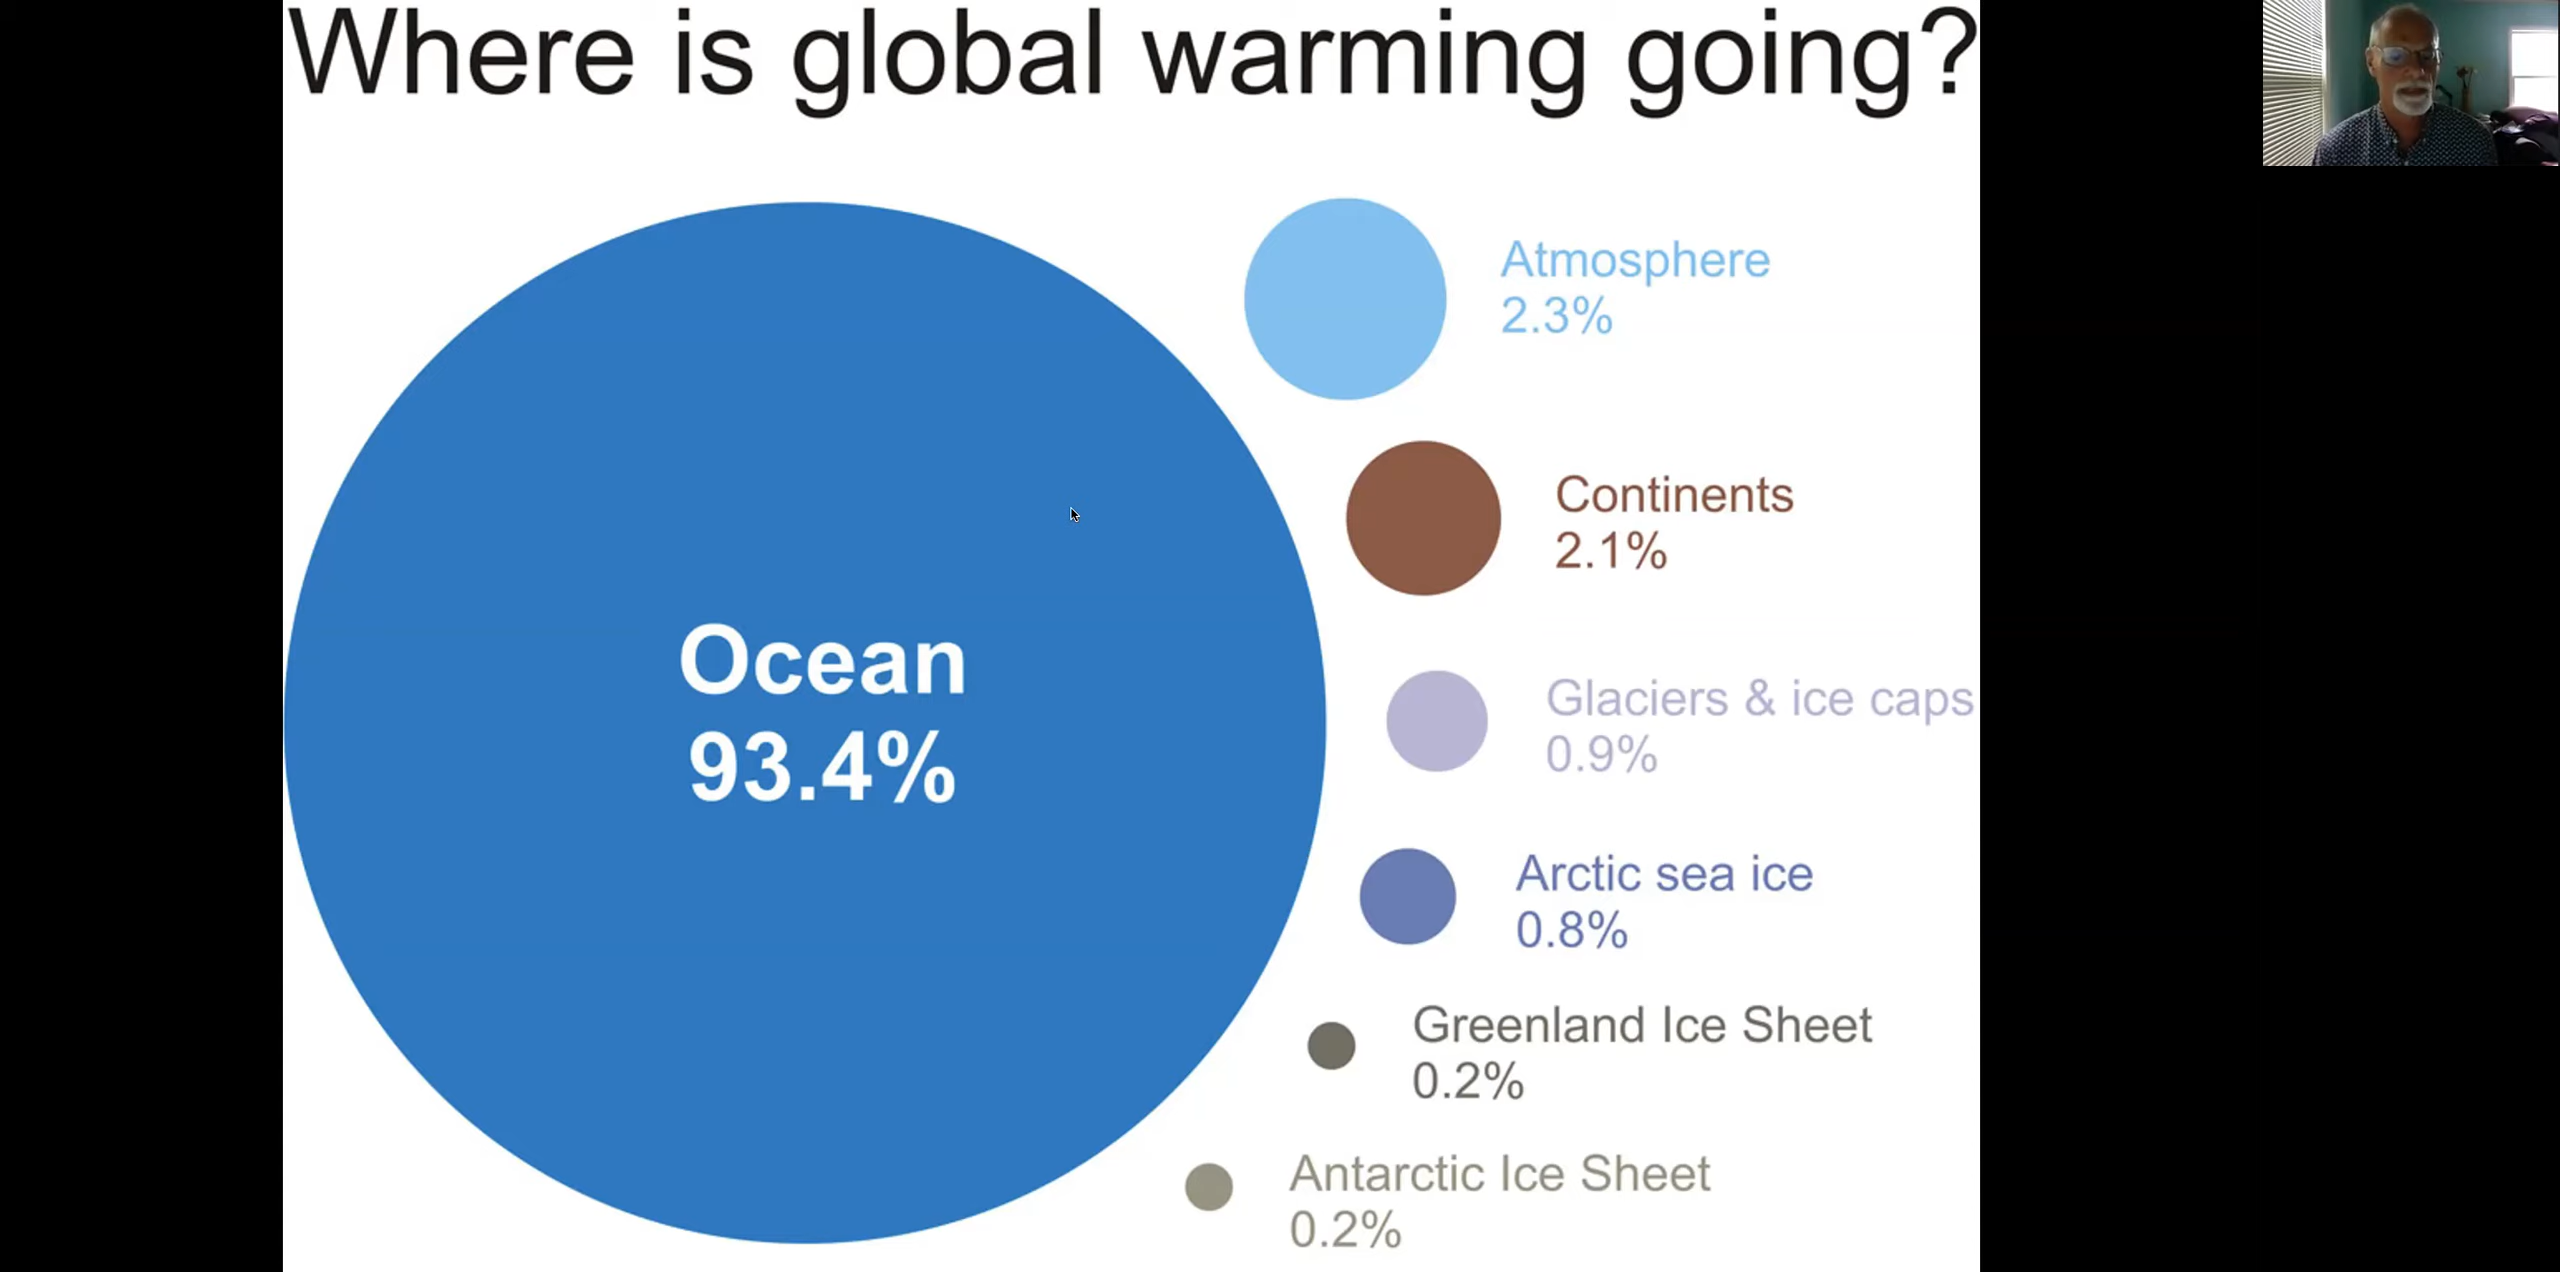 Where is global warming going?
Ocean
93.4%
Atmosphere
2.3%
Continents
2.1%
Glaciers & ice caps
0.9%
Arctic sea ice
0.8%
Greenland Ice Sheet
0.2%
Antarctic Ice Sheet
0.2%